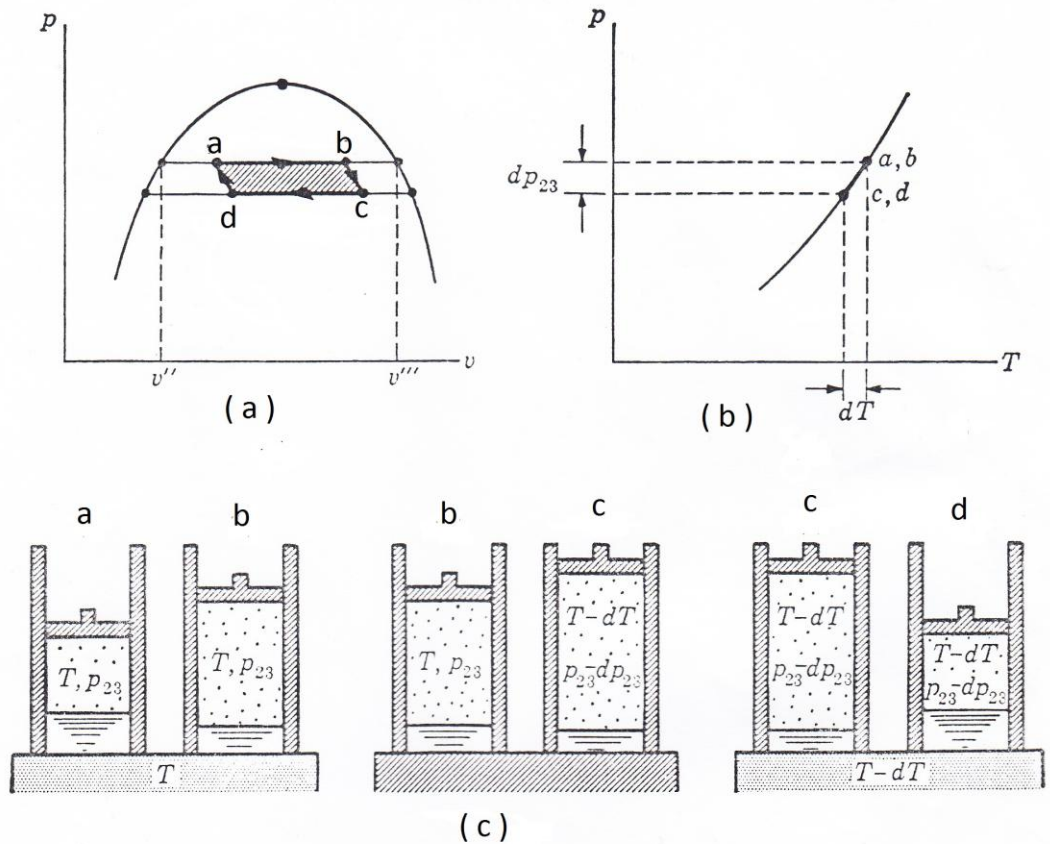 p
a
b
d
c
v''
v'''
v
( a )
p
dp₂₃
a, b
c, d
T
dT
( b )
a
b
b
c
c
d
T, p₂₃
T, p₂₃
T, p₂₃
T−dT
p₂₃−dp₂₃
T−dT
p₂₃−dp₂₃
T−dT
p₂₃−dp₂₃
T
T−dT
( c )